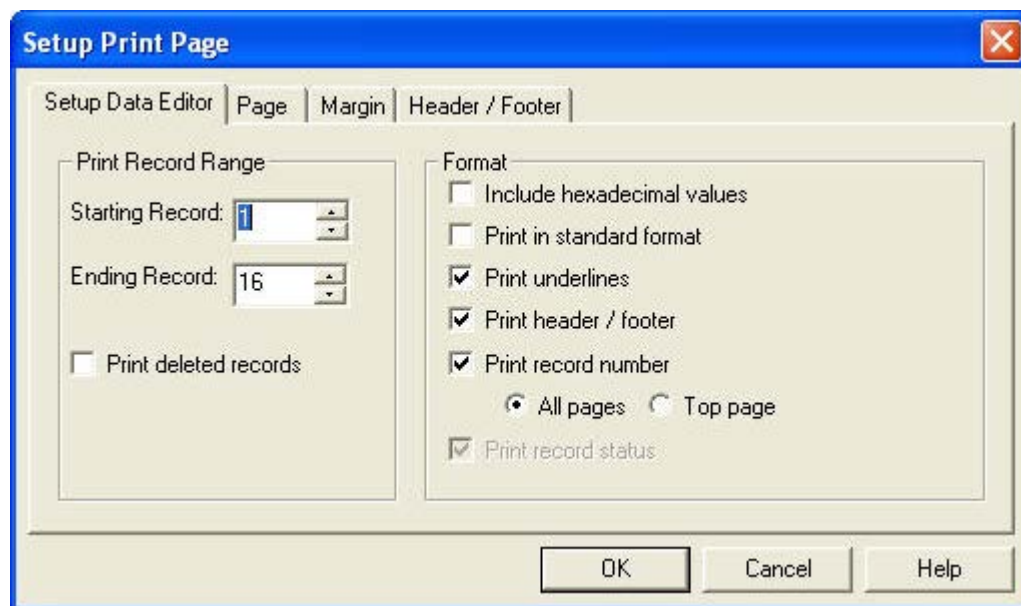 Setup Print Page
Setup Data Editor Page Margin Header / Footer
Print Record Range
Starting Record: 1
Ending Record: 16
Print deleted records
Format
Include hexadecimal values
Print in standard format
Print underlines
Print header / footer
Print record number
All pages Top page
Print record status
OK Cancel Help